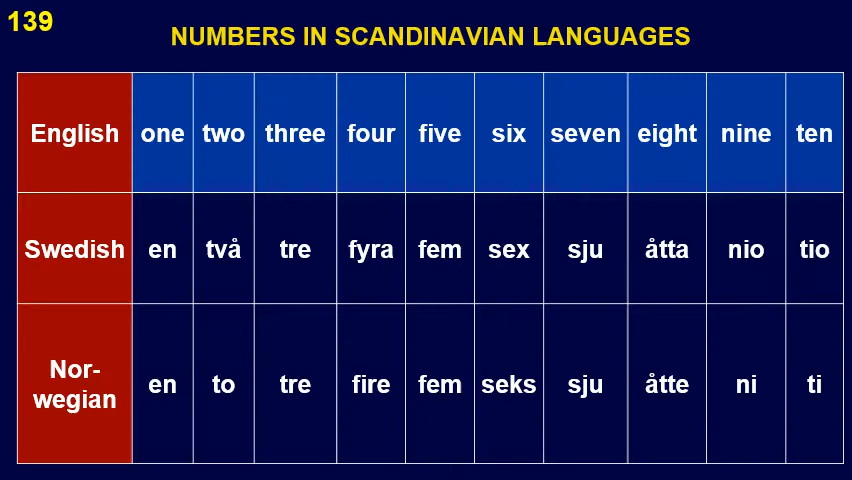 139
NUMBERS IN SCANDINAVIAN LANGUAGES
English one two three four five six seven eight nine ten
Swedish en två tre fyra fem sex sju åtta nio tio
Nor-
wegian en to tre fire fem seks sju åtte ni ti